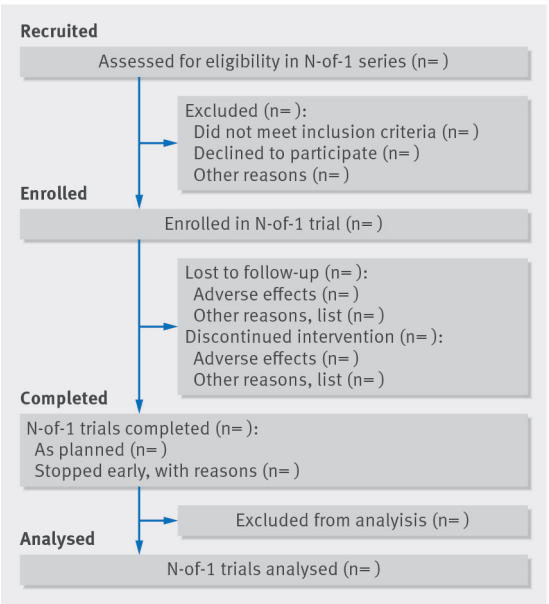 Recruited
Assessed for eligibility in N-of-1 series (n= )
Excluded (n= ):
Did not meet inclusion criteria (n= )
Declined to participate (n= )
Other reasons (n= )
Enrolled
Enrolled in N-of-1 trial (n= )
Lost to follow-up (n= ):
Adverse effects (n= )
Other reasons, list (n= )
Discontinued intervention (n= ):
Adverse effects (n= )
Other reasons, list (n= )
Completed
N-of-1 trials completed (n= ):
As planned (n= )
Stopped early, with reasons (n= )
Excluded from analyisis (n= )
Analysed
N-of-1 trials analysed (n= )